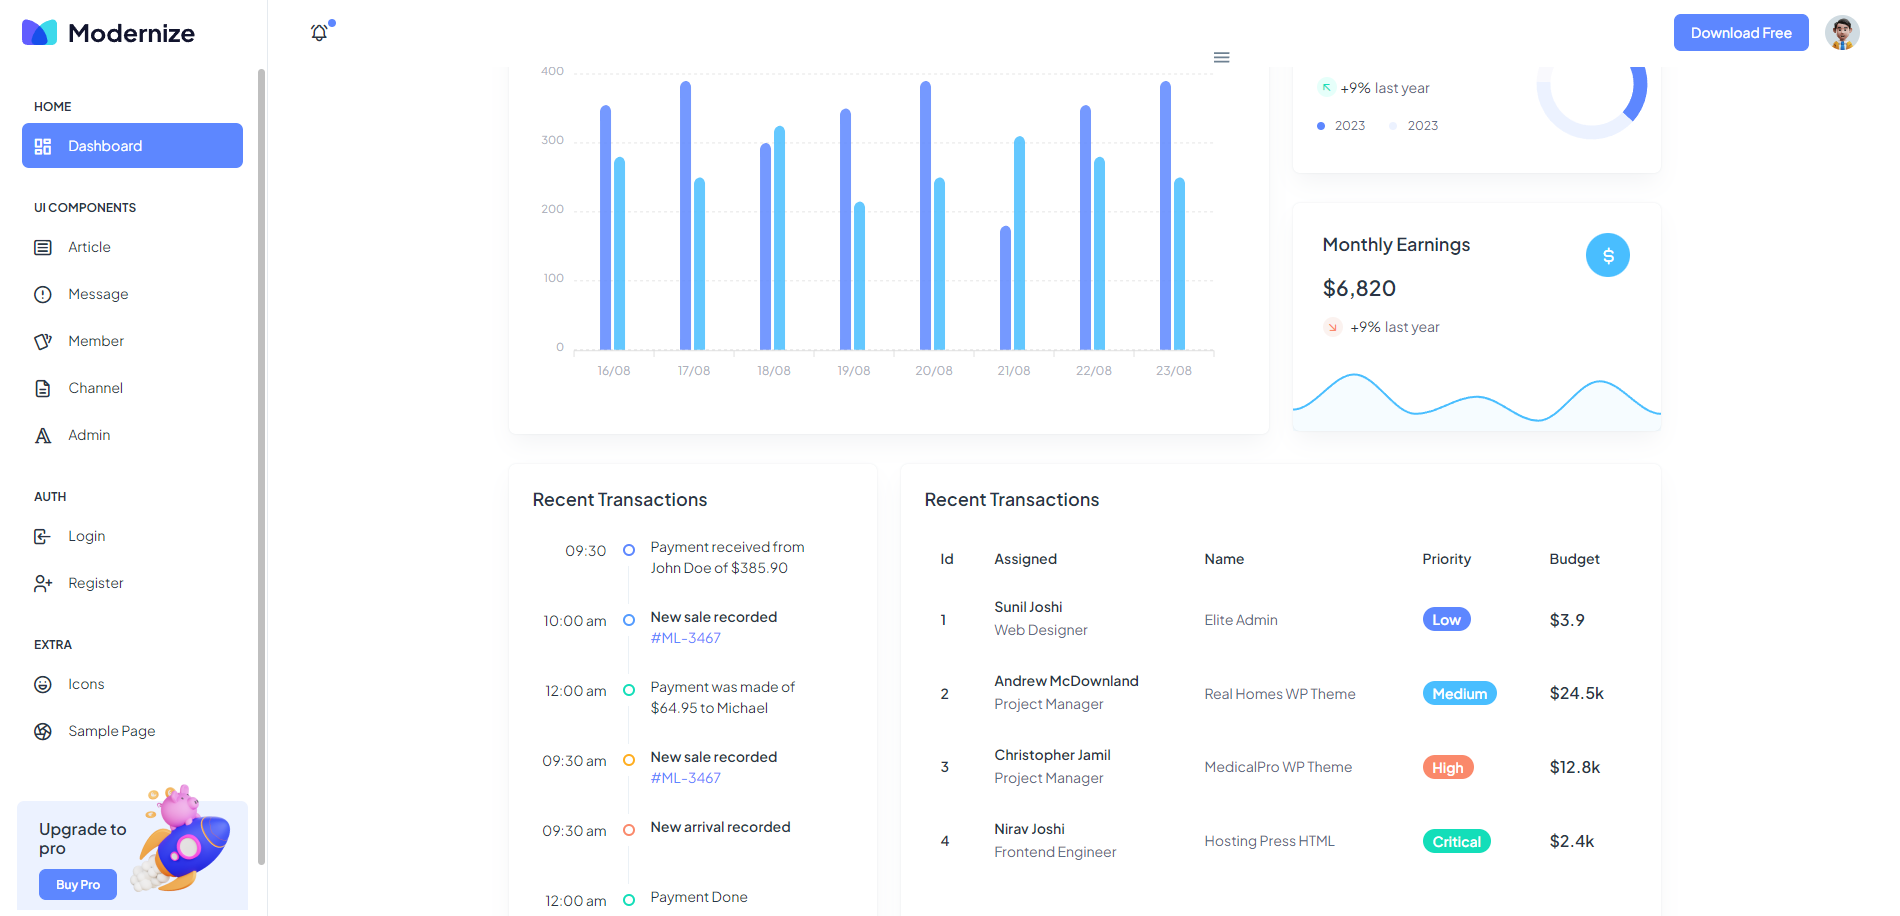 Modernize
Download Free
HOME
Dashboard
UI COMPONENTS
Article
Message
Member
Channel
Admin
AUTH
Login
Register
EXTRA
Icons
Sample Page
Upgrade to
pro
Buy Pro
400
300
200
100
0
16/08 17/08 18/08 19/08 20/08 21/08 22/08 23/08
+9% last year
2023 2023
Monthly Earnings
$
$6,820
+9% last year
Recent Transactions
09:30 Payment received from
John Doe of $385.90
10:00 am New sale recorded
#ML-3467
12:00 am Payment was made of
$64.95 to Michael
09:30 am New sale recorded
#ML-3467
09:30 am New arrival recorded
12:00 am Payment Done
Recent Transactions
Id Assigned Name Priority Budget
1 Sunil Joshi Elite Admin Low $3.9
Web Designer
2 Andrew McDownland Real Homes WP Theme Medium $24.5k
Project Manager
3 Christopher Jamil MedicalPro WP Theme High $12.8k
Project Manager
4 Nirav Joshi Hosting Press HTML Critical $2.4k
Frontend Engineer